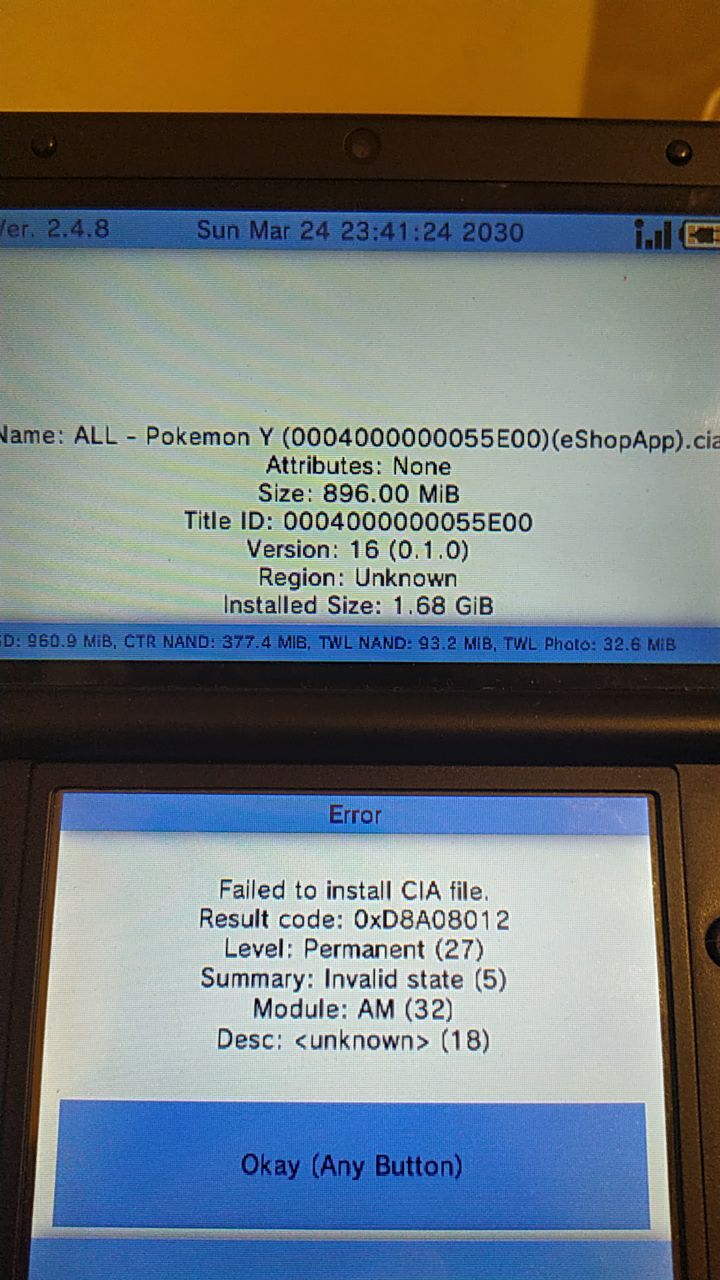 Ver. 2.4.8 Sun Mar 24 23:41:24 2030
Name: ALL - Pokemon Y (0004000000055E00)(eShopApp).cia
Attributes: None
Size: 896.00 MiB
Title ID: 0004000000055E00
Version: 16 (0.1.0)
Region: Unknown
Installed Size: 1.68 GiB
SD: 960.9 MiB, CTR NAND: 377.4 MiB, TWL NAND: 93.2 MiB, TWL Photo: 32.6 MiB
Error
Failed to install CIA file.
Result code: 0xD8A08012
Level: Permanent (27)
Summary: Invalid state (5)
Module: AM (32)
Desc: <unknown> (18)
Okay (Any Button)